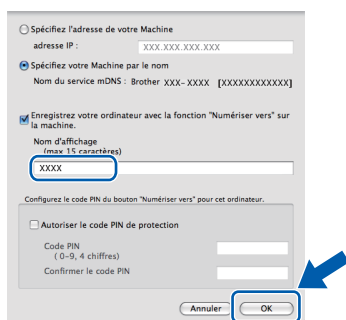 Spécifiez l'adresse de votre Machine
adresse IP : XXX.XXX.XXX.XXX
Spécifiez votre Machine par le nom
Nom du service mDNS : Brother XXX-XXXX [XXXXXXXXXXXX]
Enregistrez votre ordinateur avec la fonction "Numériser vers" sur
la machine.
Nom d'affichage
(max 15 caractères)
XXXX
Configurez le code PIN du bouton "Numériser vers" pour cet ordinateur.
Autoriser le code PIN de protection
Code PIN
( 0-9, 4 chiffres)
Confirmer le code PIN
Annuler OK